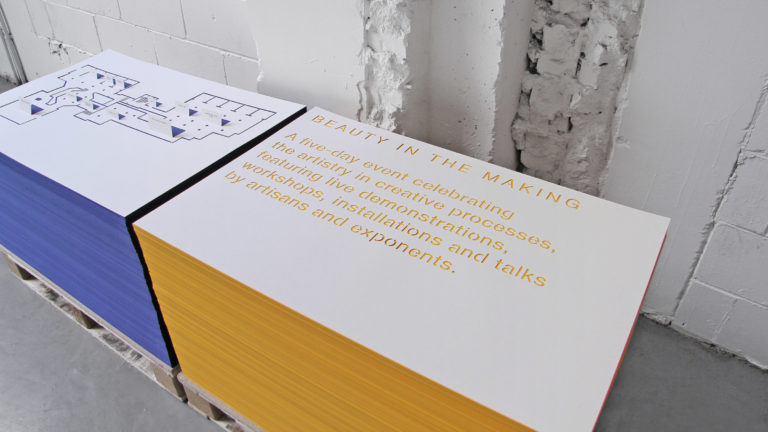 BEAUTY IN THE MAKING
A five-day event celebrating
the artistry in creative processes,
featuring live demonstrations,
workshops, installations and talks
by artisans and exponents.